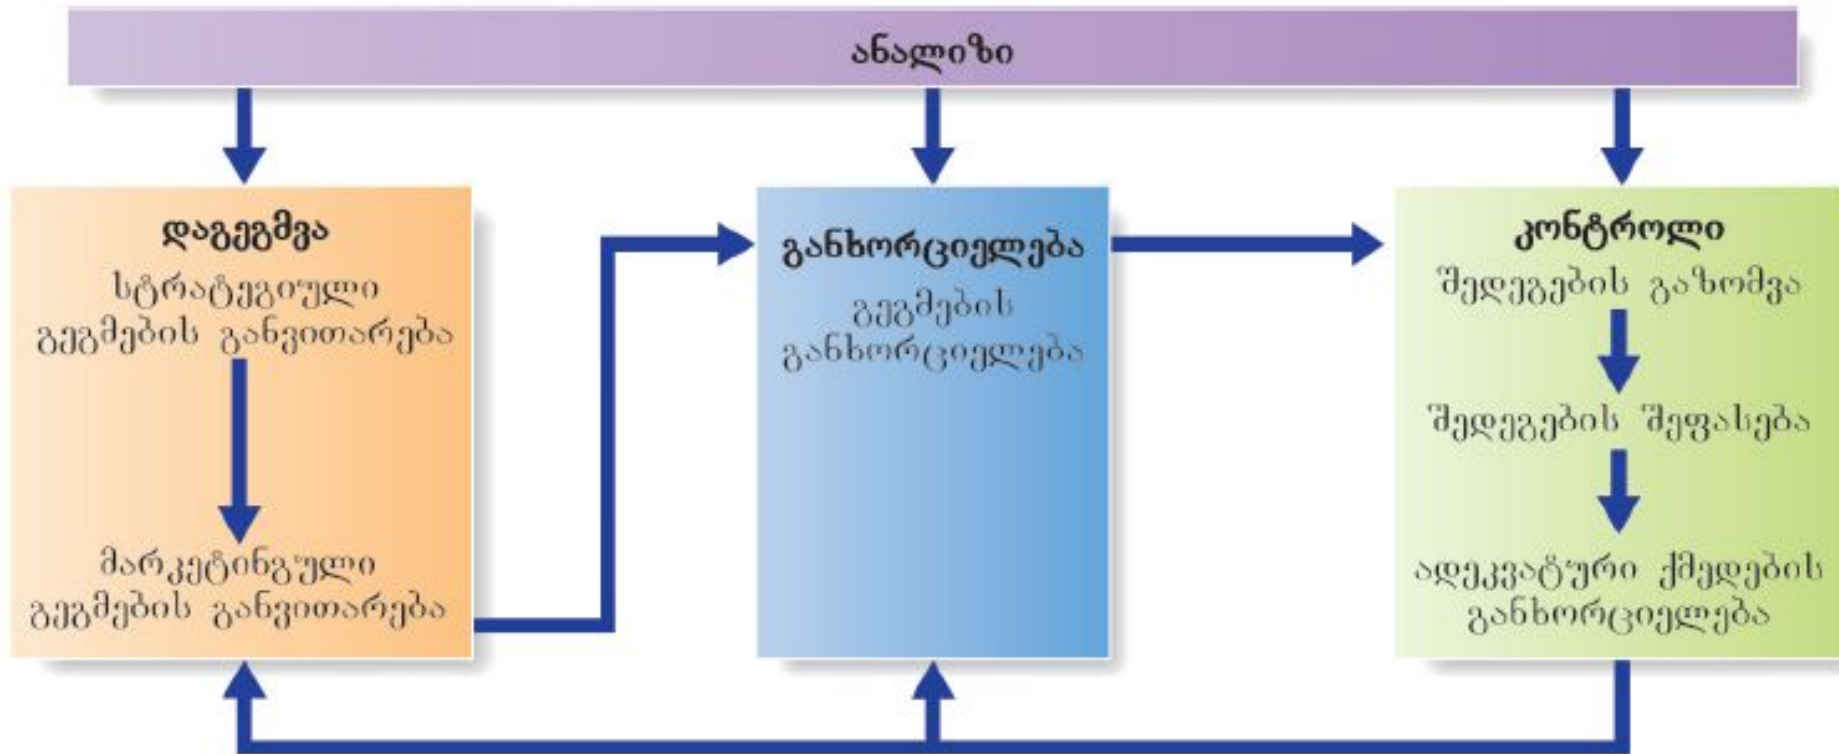 ანალიზი
დაგეგმვა
სტრატეგიული
გეგმების განვითარება
მარკეტინგული
გეგმების განვითარება
განხორციელება
გეგმების
განხორციელება
კონტროლი
შედეგების გაზომვა
შედეგების შეფასება
ადეკვატური ქმედების
განხორციელება